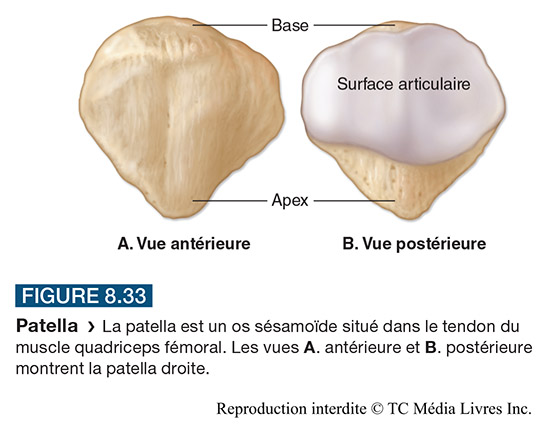 Base
Surface articulaire
Apex
A. Vue antérieure
B. Vue postérieure
FIGURE 8.33
Patella › La patella est un os sésamoïde situé dans le tendon du
muscle quadriceps fémoral. Les vues A. antérieure et B. postérieure
montrent la patella droite.
Reproduction interdite © TC Média Livres Inc.